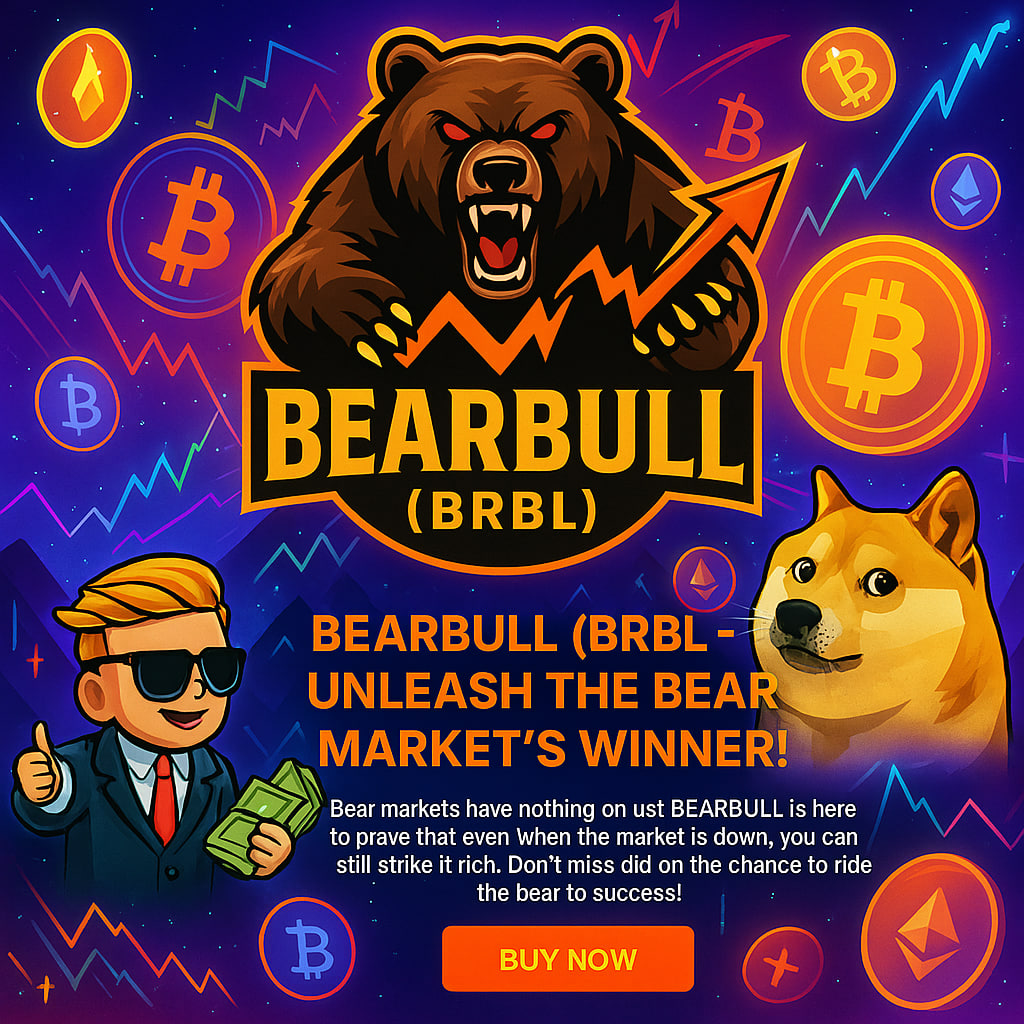 BEARBULL
(BRBL)
BEARBULL (BRBL -
UNLEASH THE BEAR
MARKET'S WINNER!
Bear markets have nothing on ust BEARBULL is here
to prave that even when the market is down, you can
still strike it rich. Don't miss did on the chance to ride
the bear to success!
BUY NOW